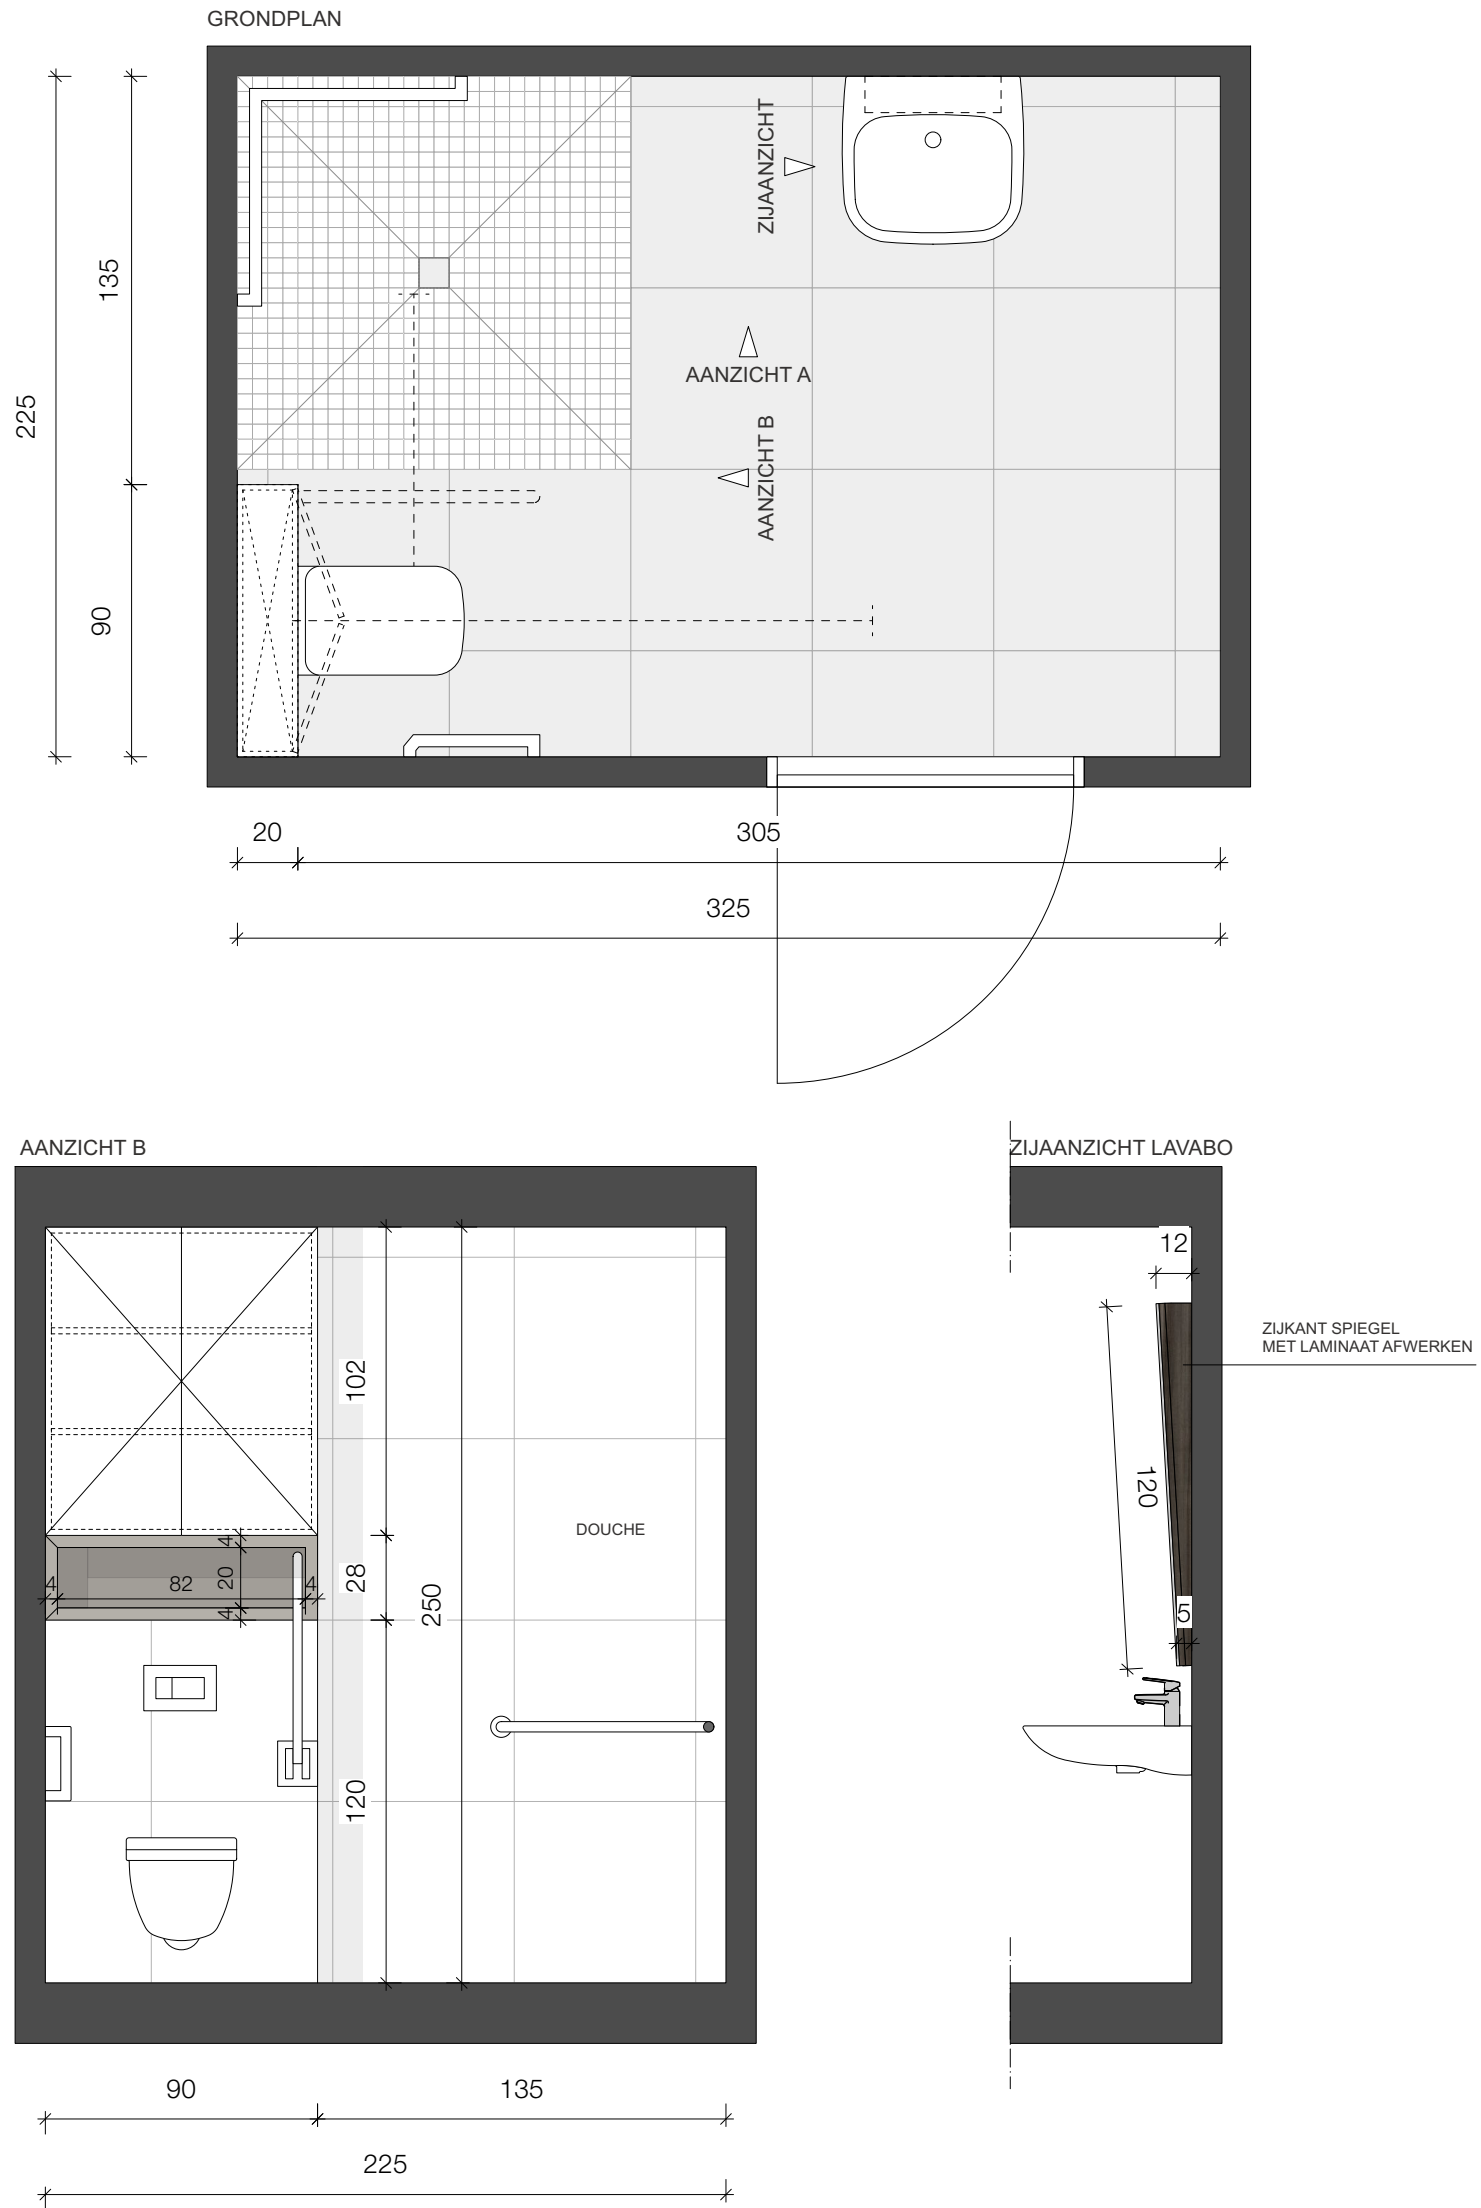 GRONDPLAN
ZIJAANZICHT
135
225
AANZICHT A
AANZICHT B
90
20
305
325
AANZICHT B
ZIJAANZICHT LAVABO
12
ZIJKANT SPIEGEL
MET LAMINAAT AFWERKEN
102
120
DOUCHE
4
4
82
20
4
28
250
4
5
120
90
135
225